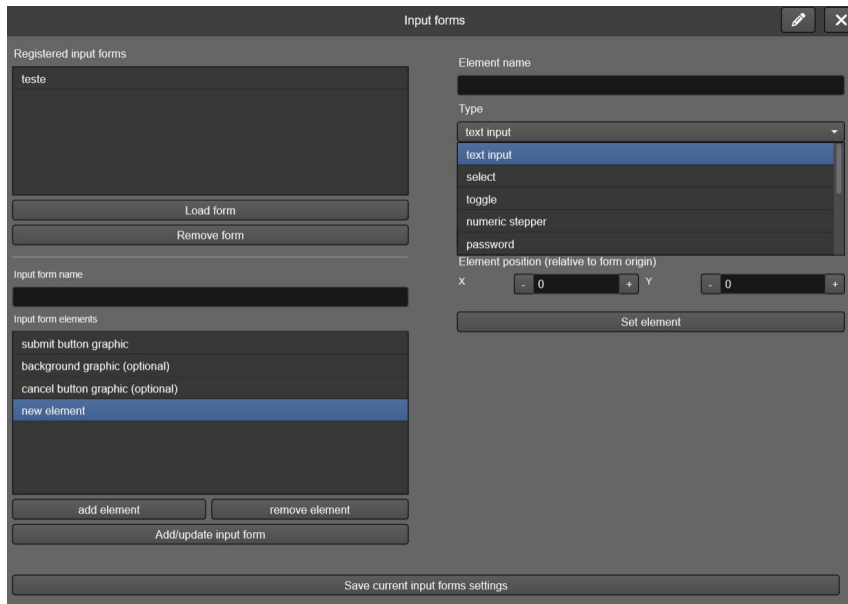 Input forms
Registered input forms
teste
Load form
Remove form
Input form name
Input form elements
submit button graphic
background graphic (optional)
cancel button graphic (optional)
new element
add element remove element
Add/update input form
Element name
Type
text input
text input
select
toggle
numeric stepper
password
Element position (relative to form origin)
X - 0 + Y - 0 +
Set element
Save current input forms settings